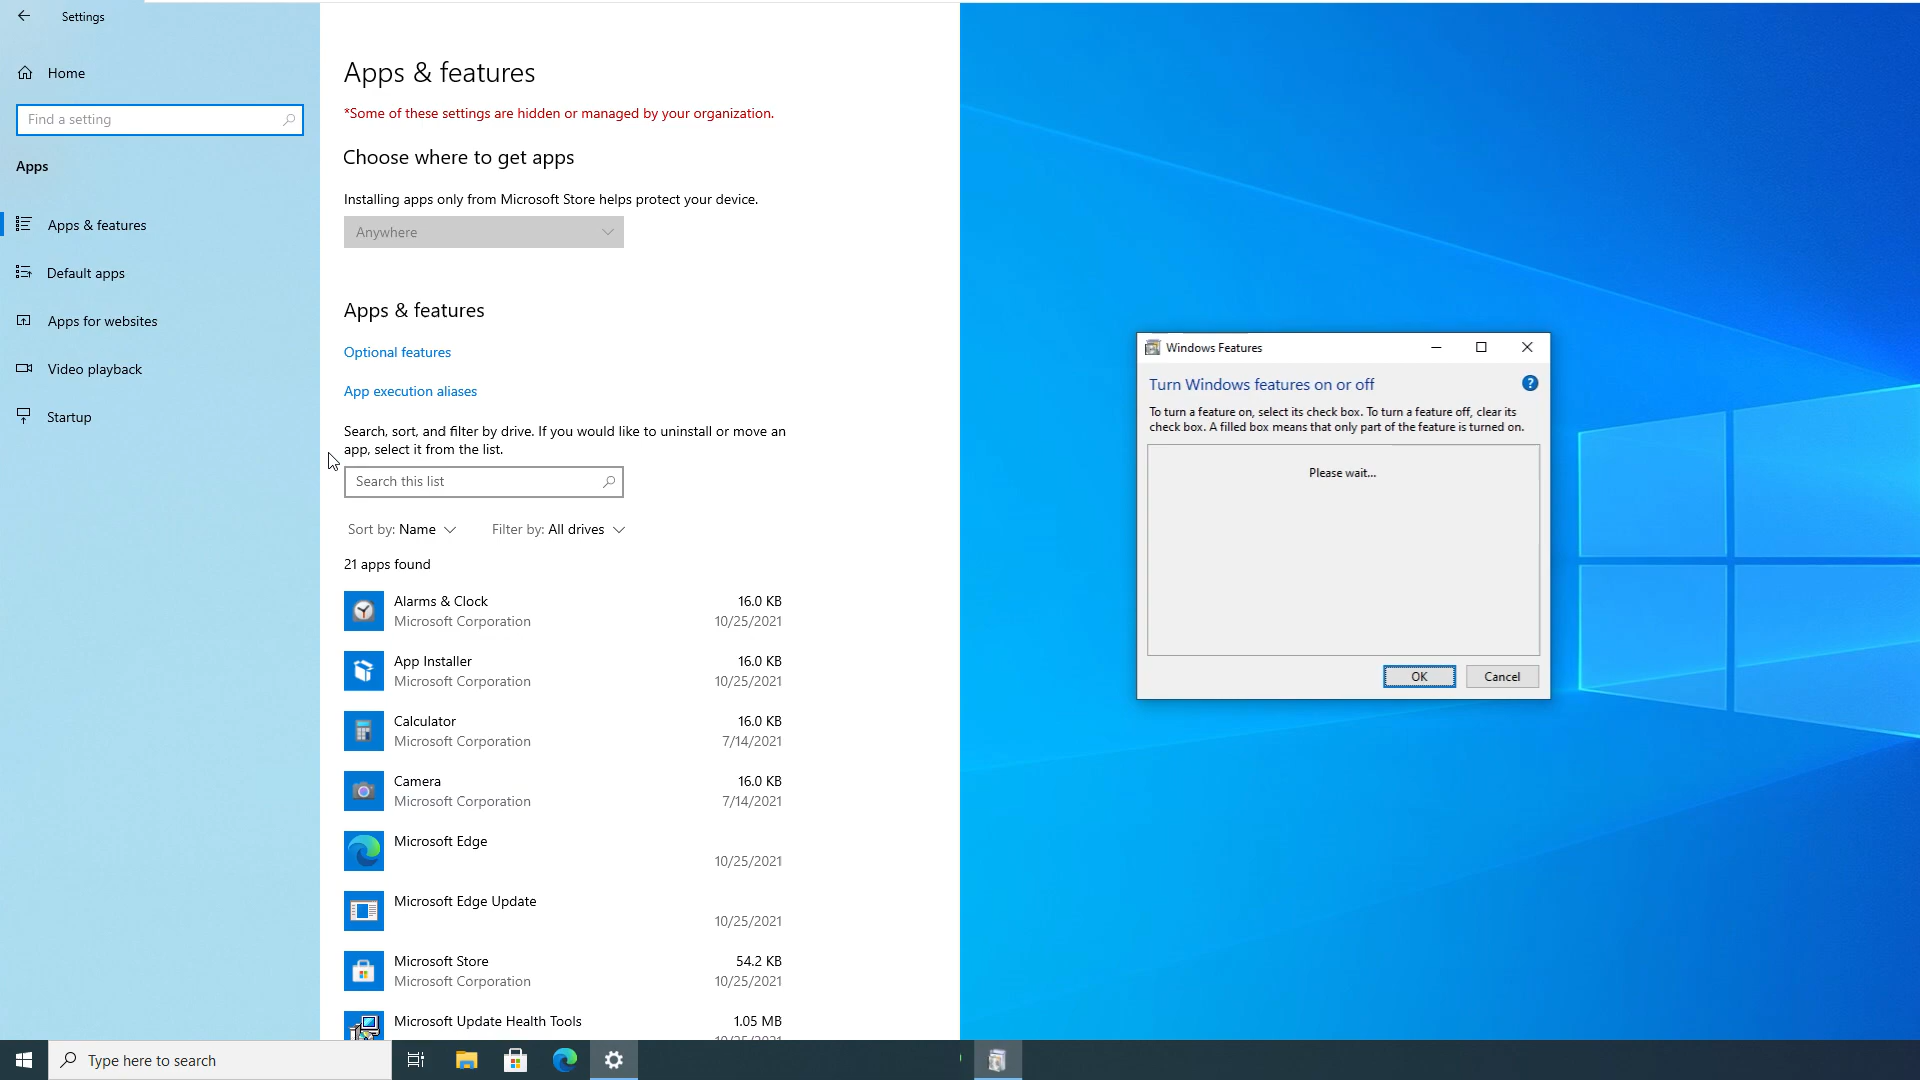 Settings
Home
Find a setting
Apps
Apps & features
Default apps
Apps for websites
Video playback
Startup
Apps & features
*Some of these settings are hidden or managed by your organization.
Choose where to get apps
Installing apps only from Microsoft Store helps protect your device.
Anywhere
Apps & features
Optional features
App execution aliases
Search, sort, and filter by drive. If you would like to uninstall or move an
app, select it from the list.
Search this list
Sort by: Name Filter by: All drives
21 apps found
Alarms & Clock 16.0 KB
Microsoft Corporation 10/25/2021
App Installer 16.0 KB
Microsoft Corporation 10/25/2021
Calculator 16.0 KB
Microsoft Corporation 7/14/2021
Camera 16.0 KB
Microsoft Corporation 7/14/2021
Microsoft Edge
10/25/2021
Microsoft Edge Update
10/25/2021
Microsoft Store 54.2 KB
Microsoft Corporation 10/25/2021
Microsoft Update Health Tools 1.05 MB
Windows Features
Turn Windows features on or off
To turn a feature on, select its check box. To turn a feature off, clear its
check box. A filled box means that only part of the feature is turned on.
Please wait...
OK Cancel
Type here to search